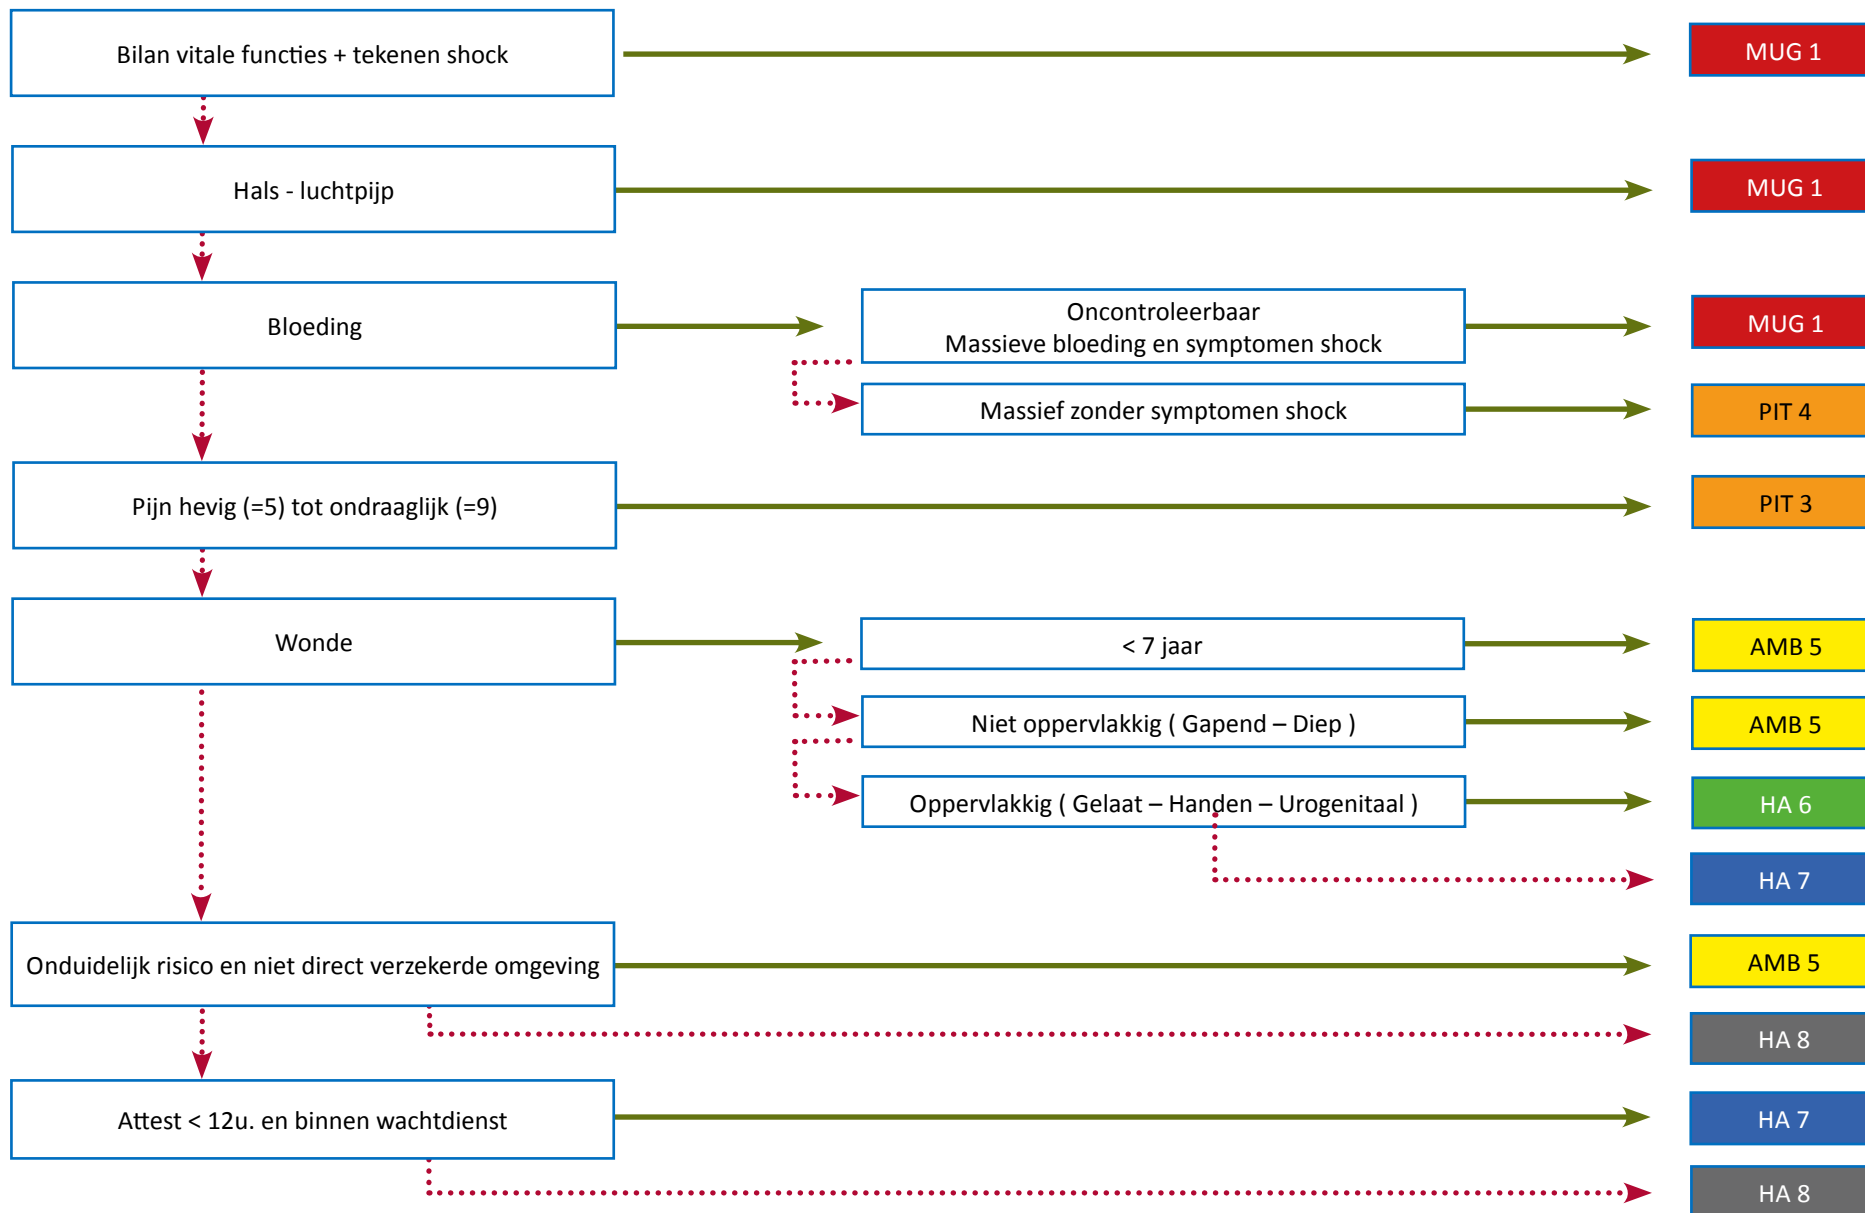 Bilan vitale functies + tekenen shock
MUG 1
Hals - luchtpijp
MUG 1
Bloeding
Oncontroleerbaar
Massieve bloeding en symptomen shock
MUG 1
Massief zonder symptomen shock
PIT 4
Pijn hevig (=5) tot ondraaglijk (=9)
PIT 3
Wonde
< 7 jaar
AMB 5
Niet oppervlakkig ( Gapend – Diep )
AMB 5
Oppervlakkig ( Gelaat – Handen – Urogenitaal )
HA 6
HA 7
Onduidelijk risico en niet direct verzekerde omgeving
AMB 5
HA 8
Attest < 12u. en binnen wachtdienst
HA 7
HA 8